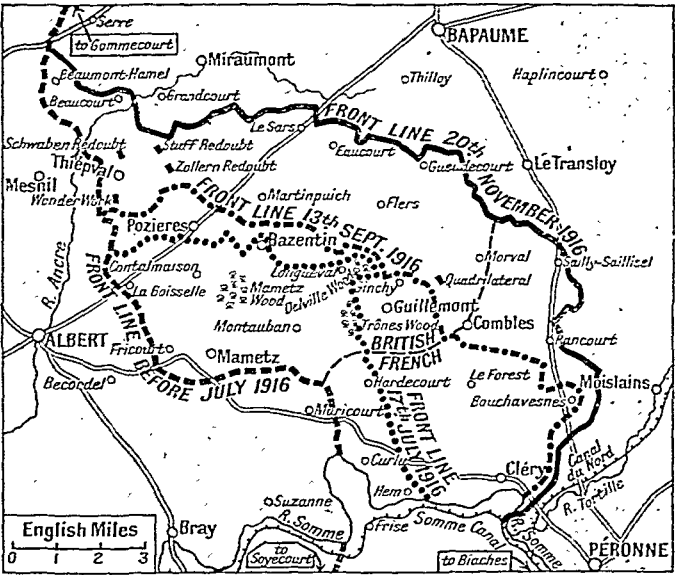 Serre
to Gommecourt
BAPAUME
Miraumont
Beaumont-Hamel
Thilloy
Haplincourt
Beaucourt
Grandcourt
Le Sars
FRONT LINE 20th NOVEMBER 1916
Schwaben Redoubt
Stuff Redoubt
Eaucourt
Thiepval
Zollern Redoubt
Gueudecourt
Le Transloy
Mesnil
Wonder Work
Martinpuich
Flers
FRONT LINE 13th SEPT. 1916
Pozieres
Bazentin
R. Ancre
Contalmaison
Longueval
Morval
Sailly-Saillizel
La Boisselle
Mametz
Wood
Delville Wood
Ginchy
Quadrilateral
Guillemont
Montauban
Trônes Wood
Combles
ALBERT
BRITISH
FRENCH
Rancourt
Fricourt
Mametz
FRONT LINE BEFORE JULY 1916
Becordel
Hardecourt
Le Forest
Moislains
Bouchavesnes
Maricourt
FRONT LINE
17th JULY 1916
Curlu
Cléry
Canal
du Nord
Hem
Suzanne
R. Tortille
English Miles
0 1 2 3
Bray
R. Somme
Frise
Somme Canal
R. Somme
to
Soyecourt
to Biaches
PÉRONNE